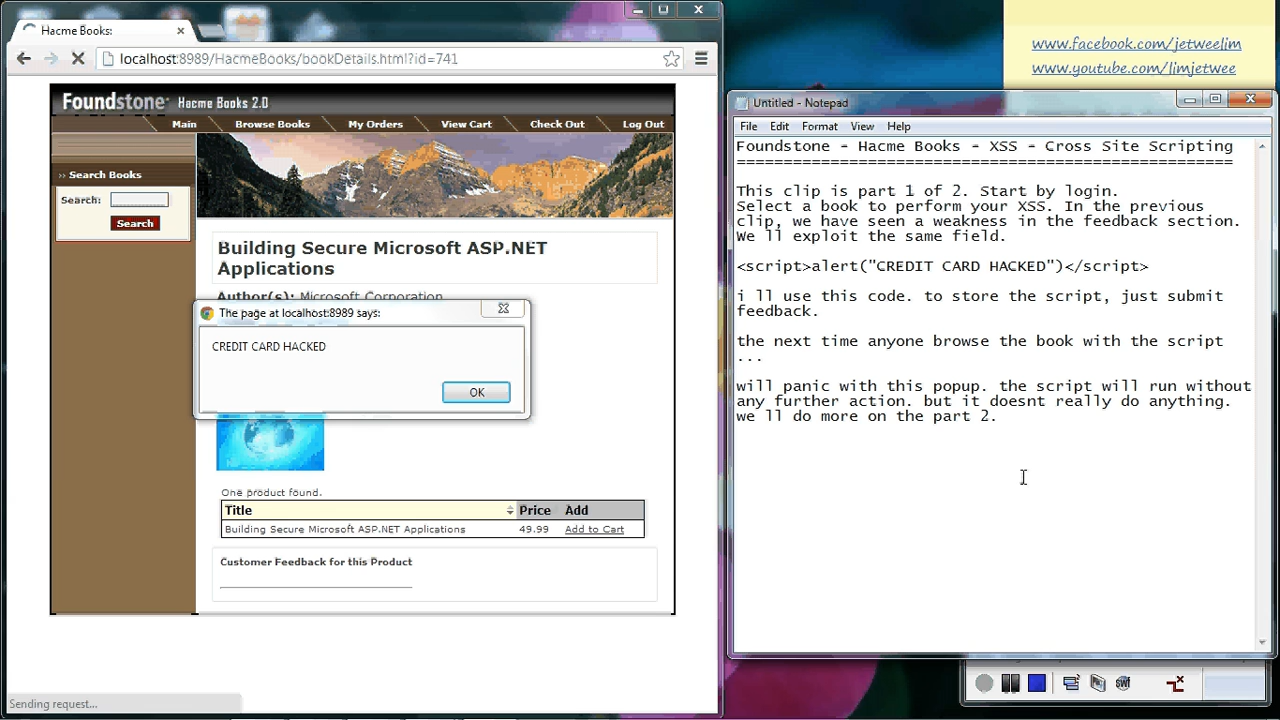 Hacme Books:
localhost:8989/HacmeBooks/bookDetails.html?id=741
Foundstone Hacme Books 2.0
Main Browse Books My Orders View Cart Check Out Log Out
›› Search Books
Search:
Search
Building Secure Microsoft ASP.NET
Applications
Author(s): Microsoft Corporation
The page at localhost:8989 says:
CREDIT CARD HACKED
OK
One product found.
Title Price Add
Building Secure Microsoft ASP.NET Applications 49.99 Add to Cart
Customer Feedback for this Product
Sending request...
www.facebook.com/jetweelim
www.youtube.com/limjetwee
Untitled - Notepad
File Edit Format View Help
Foundstone - Hacme Books - XSS - Cross Site Scripting
=====================================================
This clip is part 1 of 2. Start by login.
Select a book to perform your XSS. In the previous
clip, we have seen a weakness in the feedback section.
We ll exploit the same field.
<script>alert("CREDIT CARD HACKED")</script>
i ll use this code. to store the script, just submit
feedback.
the next time anyone browse the book with the script
...
will panic with this popup. the script will run without
any further action. but it doesnt really do anything.
we ll do more on the part 2.
SWF